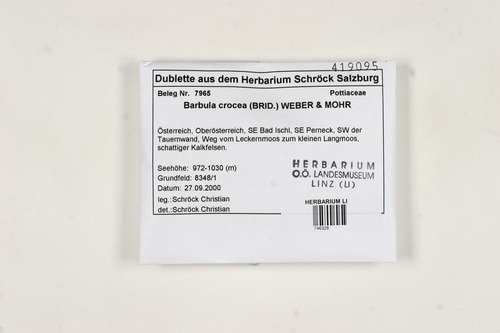 419095
Dublette aus dem Herbarium Schröck Salzburg
Beleg Nr. 7965 Pottiaceae
Barbula crocea (BRID.) WEBER & MOHR
Österreich, Oberösterreich, SE Bad Ischl, SE Perneck, SW der
Tauernwand, Weg vom Leckernmoos zum kleinen Langmoos,
schattiger Kalkfelsen.
Seehöhe: 972-1030 (m)
Grundfeld: 8348/1
Datum: 27.09.2000
leg.:Schröck Christian
det.:Schröck Christian
HERBARIUM
O.Ö. LANDESMUSEUM
LINZ (LI)
HERBARIUM LI
746328